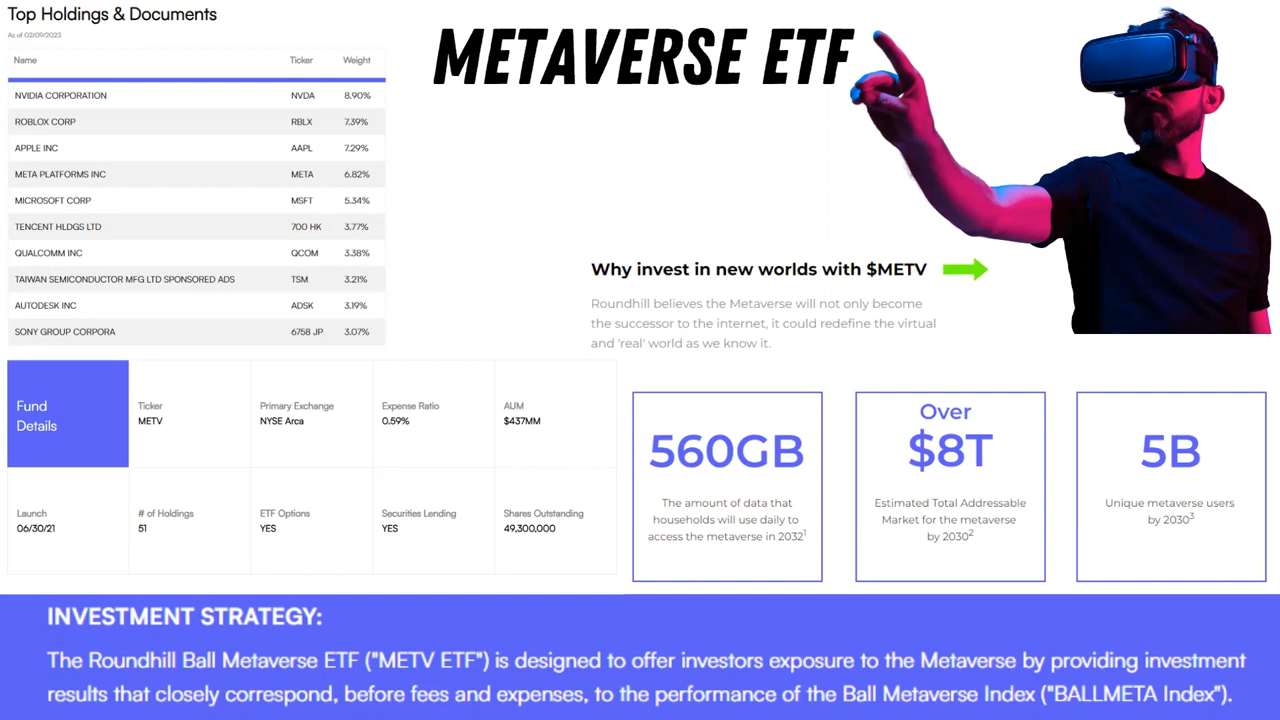 Top Holdings & Documents
As of 02/09/2023
Name Ticker Weight
NVIDIA CORPORATION NVDA 8.90%
ROBLOX CORP RBLX 7.39%
APPLE INC AAPL 7.29%
META PLATFORMS INC META 6.82%
MICROSOFT CORP MSFT 5.34%
TENCENT HLDGS LTD 700 HK 3.77%
QUALCOMM INC QCOM 3.38%
TAIWAN SEMICONDUCTOR MFG LTD SPONSORED ADS TSM 3.21%
AUTODESK INC ADSK 3.19%
SONY GROUP CORPORA 6758 JP 3.07%
METAVERSE ETF
Why invest in new worlds with $METV
Roundhill believes the Metaverse will not only become
the successor to the internet, it could redefine the virtual
and 'real' world as we know it.
Fund
Details
Ticker
METV
Primary Exchange
NYSE Arca
Expense Ratio
0.59%
AUM
$437MM
Launch
06/30/21
# of Holdings
51
ETF Options
YES
Securities Lending
YES
Shares Outstanding
49,300,000
560GB
The amount of data that
households will use daily to
access the metaverse in 2032¹
Over
$8T
Estimated Total Addressable
Market for the metaverse
by 2030²
5B
Unique metaverse users
by 2030³
INVESTMENT STRATEGY:
The Roundhill Ball Metaverse ETF ("METV ETF") is designed to offer investors exposure to the Metaverse by providing investment
results that closely correspond, before fees and expenses, to the performance of the Ball Metaverse Index ("BALLMETA Index").